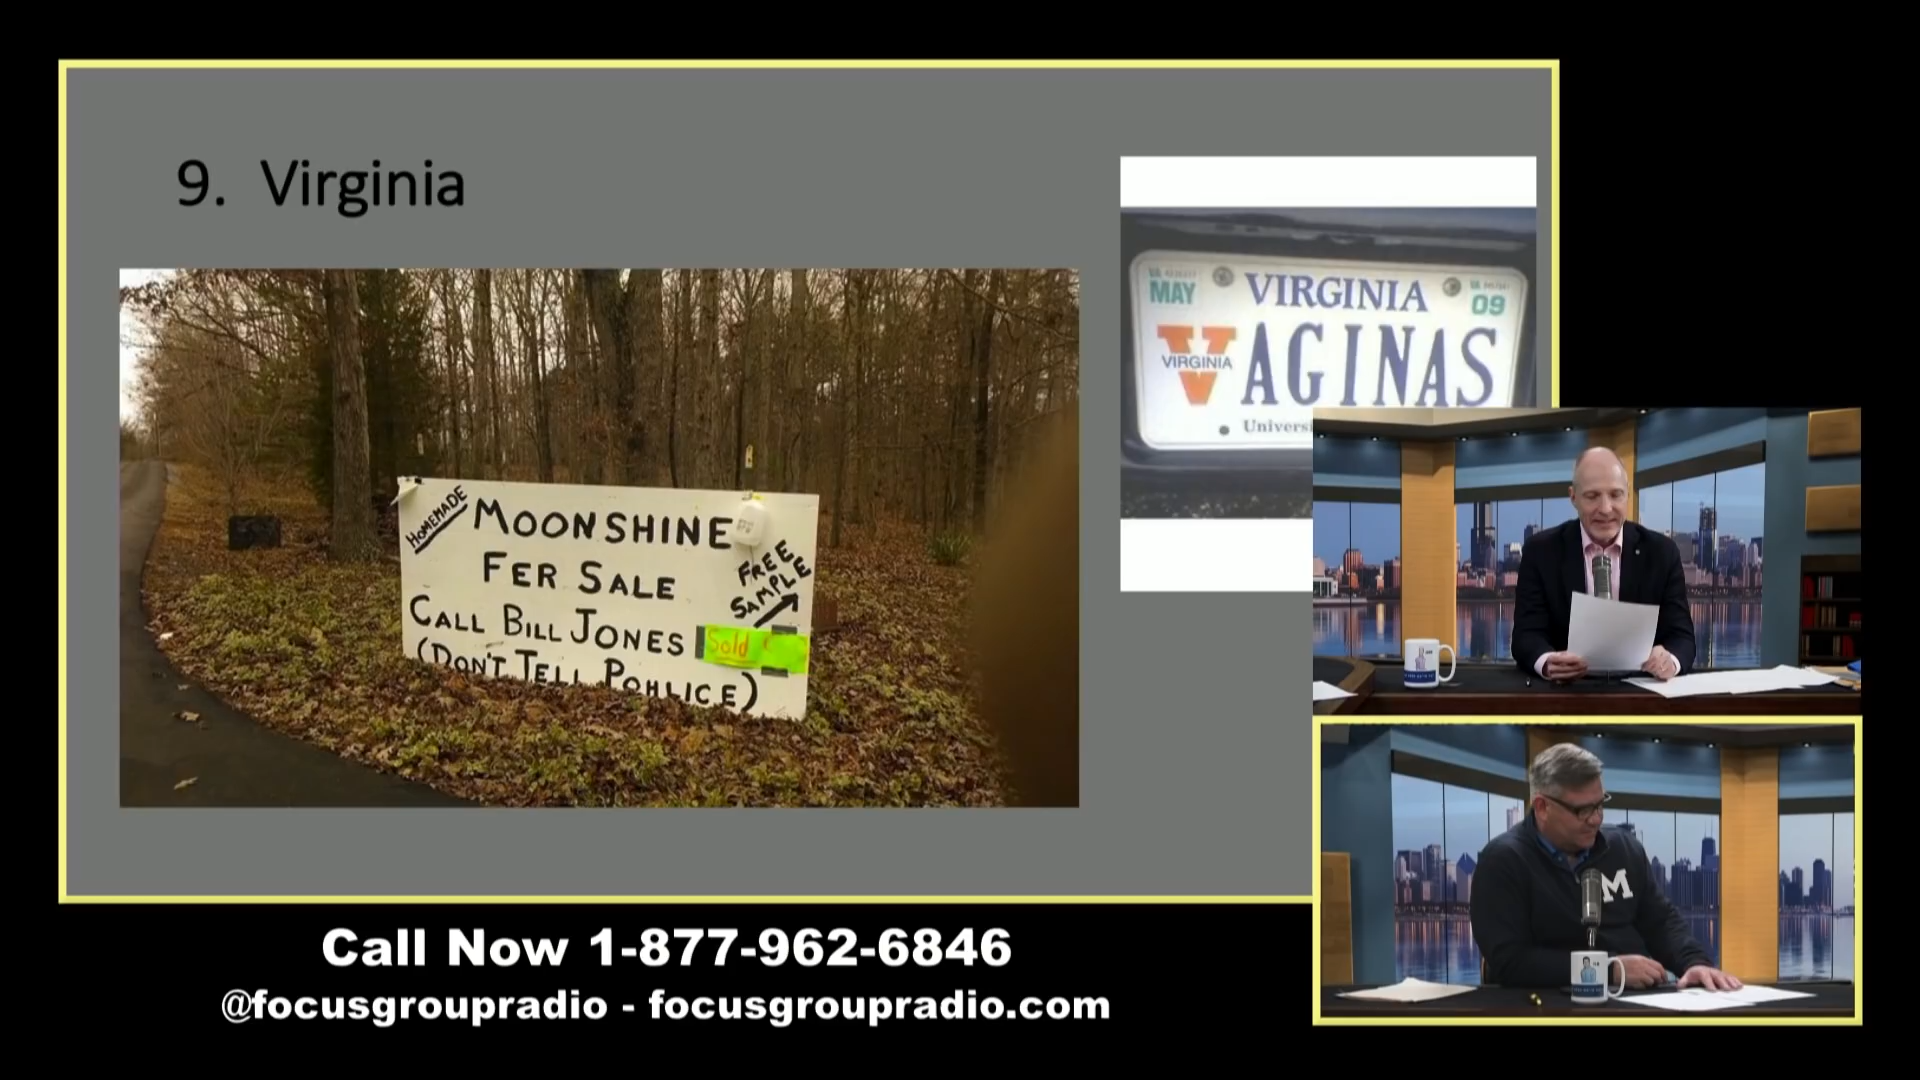 9. Virginia
HOMEMADE
MOONSHINE
FER SALE
FREE
SAMPLE
CALL BILL JONES
Sold
(DON'T TELL POHLICE)
MAY
VIRGINIA
09
VIRGINIA
VAGINAS
Universi
M
Call Now 1-877-962-6846
@focusgroupradio - focusgroupradio.com